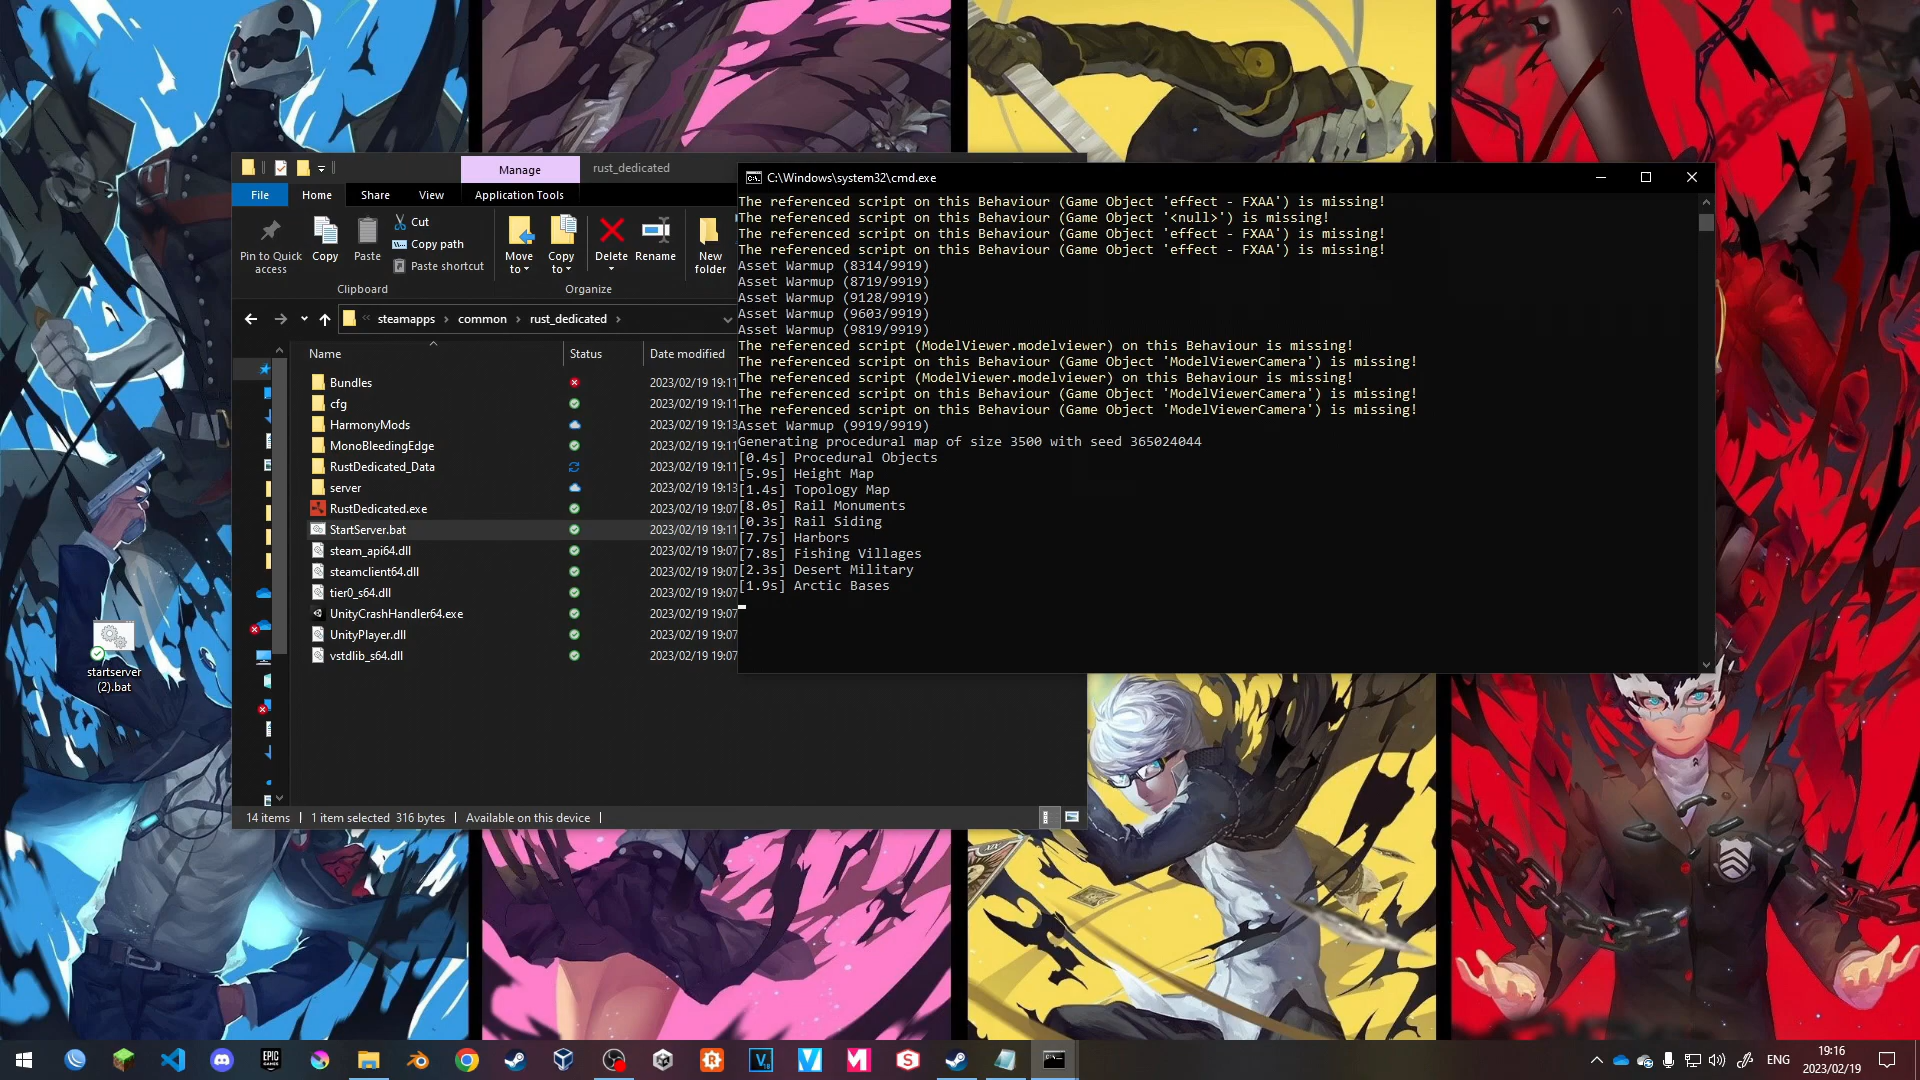 Manage
rust_dedicated
File
Home
Share
View
Application Tools
Pin to Quick access
Copy
Paste
Cut
Copy path
Paste shortcut
Move to
Copy to
Delete
Rename
New folder
Clipboard
Organize
steamapps > common > rust_dedicated >
Name Status Date modified
Bundles 2023/02/19 19:11
cfg 2023/02/19 19:11
HarmonyMods 2023/02/19 19:13
MonoBleedingEdge 2023/02/19 19:11
RustDedicated_Data 2023/02/19 19:11
server 2023/02/19 19:13
RustDedicated.exe 2023/02/19 19:07
StartServer.bat 2023/02/19 19:11
steam_api64.dll 2023/02/19 19:07
steamclient64.dll 2023/02/19 19:07
tier0_s64.dll 2023/02/19 19:07
UnityCrashHandler64.exe 2023/02/19 19:07
UnityPlayer.dll 2023/02/19 19:07
vstdlib_s64.dll 2023/02/19 19:07
14 items 1 item selected 316 bytes Available on this device
C:\Windows\system32\cmd.exe
The referenced script on this Behaviour (Game Object 'effect - FXAA') is missing!
The referenced script on this Behaviour (Game Object '<null>') is missing!
The referenced script on this Behaviour (Game Object 'effect - FXAA') is missing!
The referenced script on this Behaviour (Game Object 'effect - FXAA') is missing!
Asset Warmup (8314/9919)
Asset Warmup (8719/9919)
Asset Warmup (9128/9919)
Asset Warmup (9603/9919)
Asset Warmup (9819/9919)
The referenced script (ModelViewer.modelviewer) on this Behaviour is missing!
The referenced script on this Behaviour (Game Object 'ModelViewerCamera') is missing!
The referenced script (ModelViewer.modelviewer) on this Behaviour is missing!
The referenced script on this Behaviour (Game Object 'ModelViewerCamera') is missing!
The referenced script on this Behaviour (Game Object 'ModelViewerCamera') is missing!
Asset Warmup (9919/9919)
Generating procedural map of size 3500 with seed 365024044
[0.4s] Procedural Objects
[5.9s] Height Map
[1.4s] Topology Map
[8.0s] Rail Monuments
[0.3s] Rail Siding
[7.7s] Harbors
[7.8s] Fishing Villages
[2.3s] Desert Military
[1.9s] Arctic Bases
startserver
(2).bat
EPIC
GAMES
ENG
19:16
2023/02/19